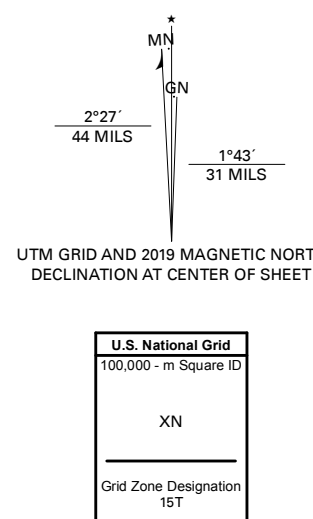 ★
MN
GN
2°27´
44 MILS
1°43´
31 MILS
UTM GRID AND 2019 MAGNETIC NORT
DECLINATION AT CENTER OF SHEET
U.S. National Grid
100,000 - m Square ID
XN
Grid Zone Designation
15T